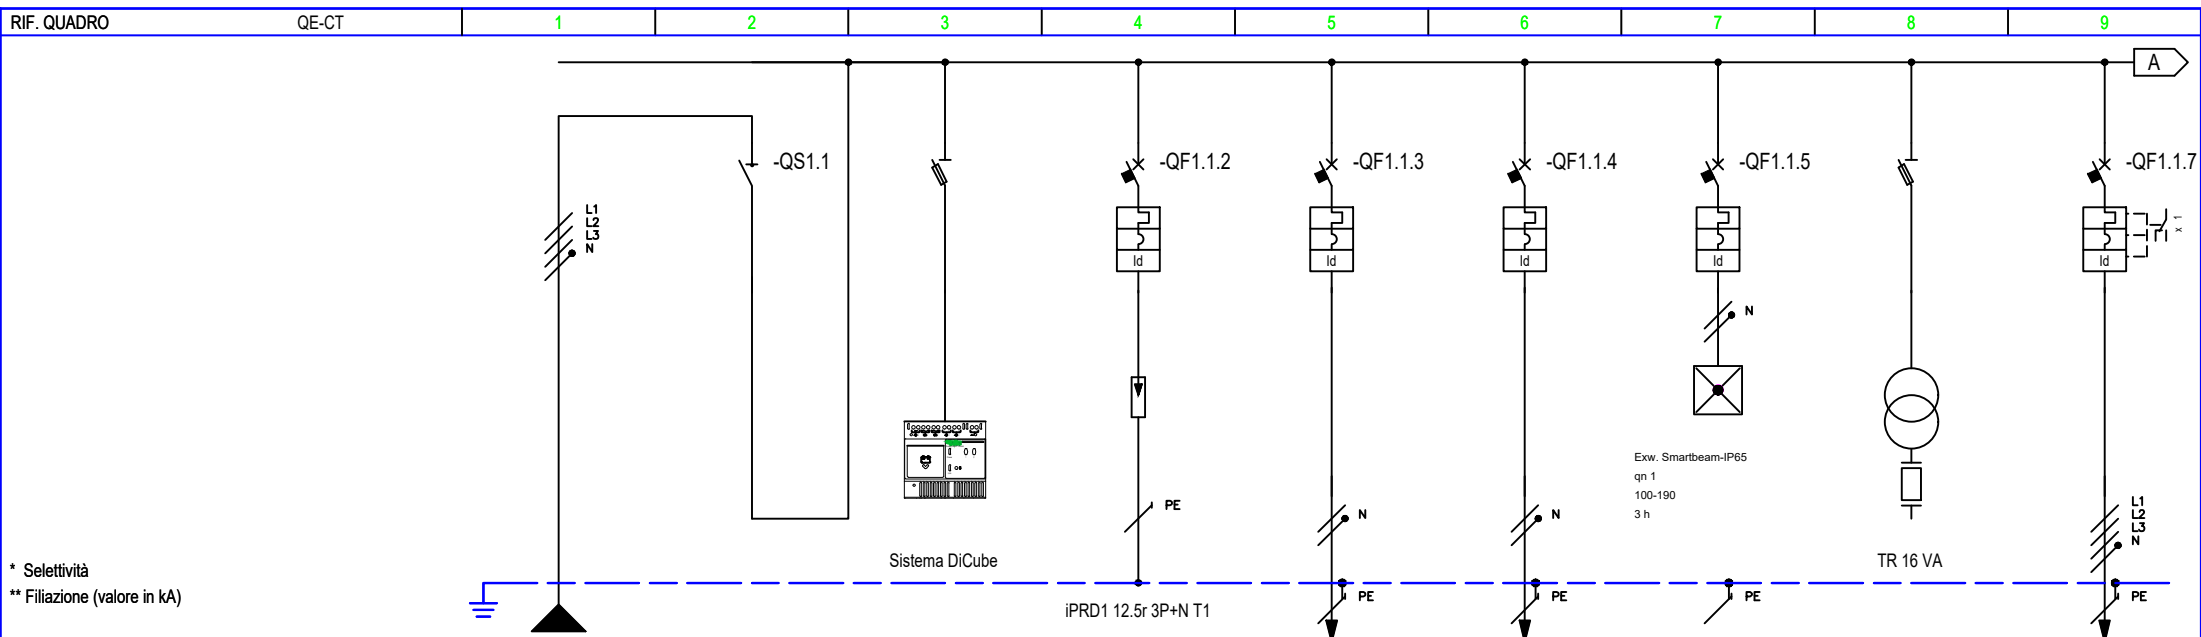 RIF. QUADRO QE-CT 1 2 3 4 5 6 7 8 9
A
-QS1.1 -QF1.1.2 -QF1.1.3 -QF1.1.4 -QF1.1.5 -QF1.1.7
L1
L2
L3
N
x 1
Id Id Id Id Id
N
Exw. Smartbeam-IP65
qn 1
100-190
3 h
PE
N N
L1
L2
L3
N
Sistema DiCube
TR 16 VA
* Selettività
** Filiazione (valore in kA)
iPRD1 12.5r 3P+N T1
PE PE PE PE